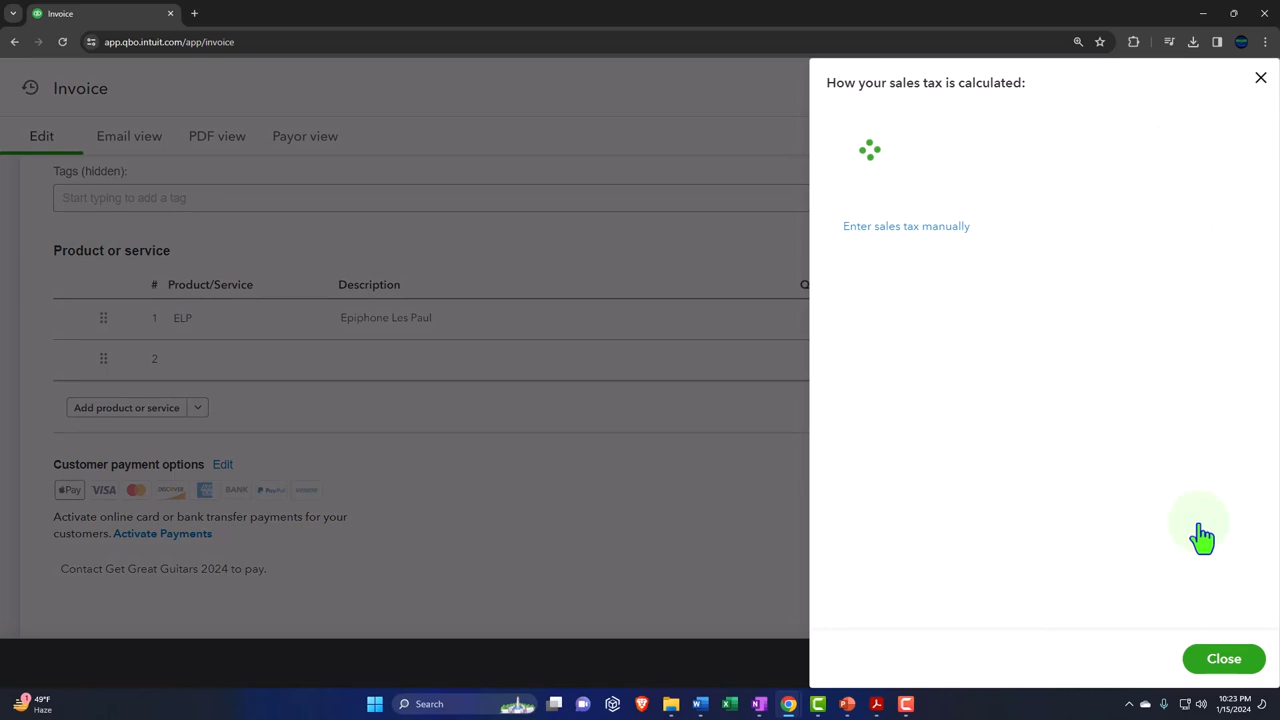 Invoice
app.qbo.intuit.com/app/invoice
Invoice
How your sales tax is calculated:
Edit
Email view
PDF view
Payor view
Tags (hidden):
Start typing to add a tag
Enter sales tax manually
Product or service
# Product/Service Description Q
1 ELP Epiphone Les Paul
2
Add product or service
Customer payment options Edit
Pay VISA DISCOVER BANK PayPal
Activate online card or bank transfer payments for your
customers. Activate Payments
Contact Get Great Guitars 2024 to pay.
Close
49°F
Haze
Search
10:23 PM
1/15/2024